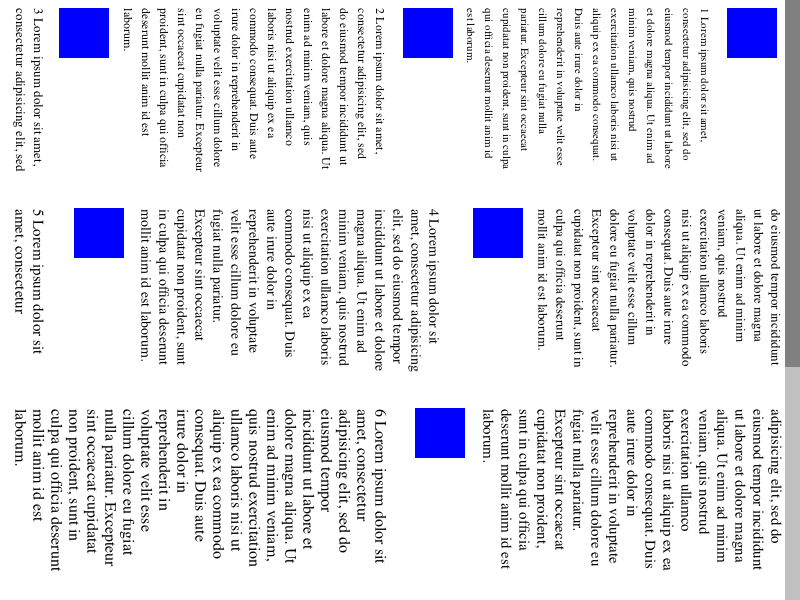 1 Lorem ipsum dolor sit amet,
consectetur adipisicing elit, sed do
eiusmod tempor incididunt ut labore
et dolore magna aliqua. Ut enim ad
minim veniam, quis nostrud
exercitation ullamco laboris nisi ut
aliquip ex ea commodo consequat.
Duis aute irure dolor in
reprehenderit in voluptate velit esse
cillum dolore eu fugiat nulla
pariatur. Excepteur sint occaecat
cupidatat non proident, sunt in culpa
qui officia deserunt mollit anim id
est laborum.
2 Lorem ipsum dolor sit amet,
consectetur adipisicing elit, sed
do eiusmod tempor incididunt ut
labore et dolore magna aliqua. Ut
enim ad minim veniam, quis
nostrud exercitation ullamco
laboris nisi ut aliquip ex ea
commodo consequat. Duis aute
irure dolor in reprehenderit in
voluptate velit esse cillum dolore
eu fugiat nulla pariatur. Excepteur
sint occaecat cupidatat non
proident, sunt in culpa qui officia
deserunt mollit anim id est
laborum.
3 Lorem ipsum dolor sit amet,
consectetur adipisicing elit, sed
do eiusmod tempor incididunt
ut labore et dolore magna
aliqua. Ut enim ad minim
veniam, quis nostrud
exercitation ullamco laboris
nisi ut aliquip ex ea commodo
consequat. Duis aute irure
dolor in reprehenderit in
voluptate velit esse cillum
dolore eu fugiat nulla pariatur.
Excepteur sint occaecat
cupidatat non proident, sunt in
culpa qui officia deserunt
mollit anim id est laborum.
4 Lorem ipsum dolor sit
amet, consectetur adipisicing
elit, sed do eiusmod tempor
incididunt ut labore et dolore
magna aliqua. Ut enim ad
minim veniam, quis nostrud
exercitation ullamco laboris
nisi ut aliquip ex ea
commodo consequat. Duis
aute irure dolor in
reprehenderit in voluptate
velit esse cillum dolore eu
fugiat nulla pariatur.
Excepteur sint occaecat
cupidatat non proident, sunt
in culpa qui officia deserunt
mollit anim id est laborum.
5 Lorem ipsum dolor sit
amet, consectetur
adipisicing elit, sed do
eiusmod tempor incididunt
ut labore et dolore magna
aliqua. Ut enim ad minim
veniam, quis nostrud
exercitation ullamco
laboris nisi ut aliquip ex ea
commodo consequat. Duis
aute irure dolor in
reprehenderit in voluptate
velit esse cillum dolore eu
fugiat nulla pariatur.
Excepteur sint occaecat
cupidatat non proident,
sunt in culpa qui officia
deserunt mollit anim id est
laborum.
6 Lorem ipsum dolor sit
amet, consectetur
adipisicing elit, sed do
eiusmod tempor
incididunt ut labore et
dolore magna aliqua. Ut
enim ad minim veniam,
quis nostrud exercitation
ullamco laboris nisi ut
aliquip ex ea commodo
consequat. Duis aute
irure dolor in
reprehenderit in
voluptate velit esse
cillum dolore eu fugiat
nulla pariatur. Excepteur
sint occaecat cupidatat
non proident, sunt in
culpa qui officia deserunt
mollit anim id est
laborum.